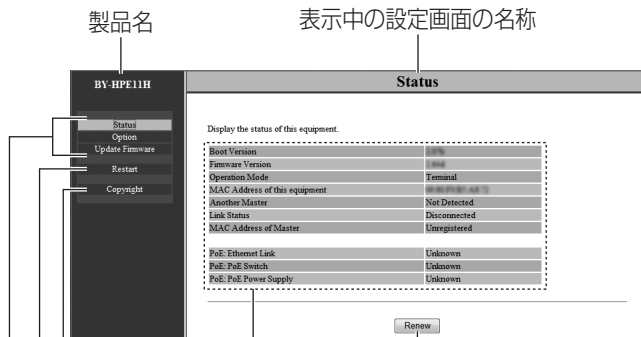 製品名
表示中の設定画面の名称
BY-HPE11H
Status
Status
Option
Update Firmware
Restart
Copyright
Display the status of this equipment.
Boot Version
Firmware Version
Operation Mode Terminal
MAC Address of this equipment
Another Master Not Detected
Link Status Disconnected
MAC Address of Master Unregistered
PoE: Ethernet Link Unknown
PoE: PoE Switch Unknown
PoE: PoE Power Supply Unknown
Renew